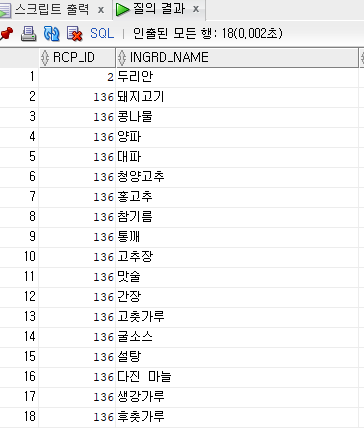 스크립트 출력 x 질의 결과 x
SQL | 인출된 모든 행: 18(0,002초)
RCP_ID INGRD_NAME
1 2 두리안
2 136 돼지고기
3 136 콩나물
4 136 양파
5 136 대파
6 136 청양고추
7 136 홍고추
8 136 참기름
9 136 통깨
10 136 고추장
11 136 맛술
12 136 간장
13 136 고춧가루
14 136 굴소스
15 136 설탕
16 136 다진 마늘
17 136 생강가루
18 136 후춧가루